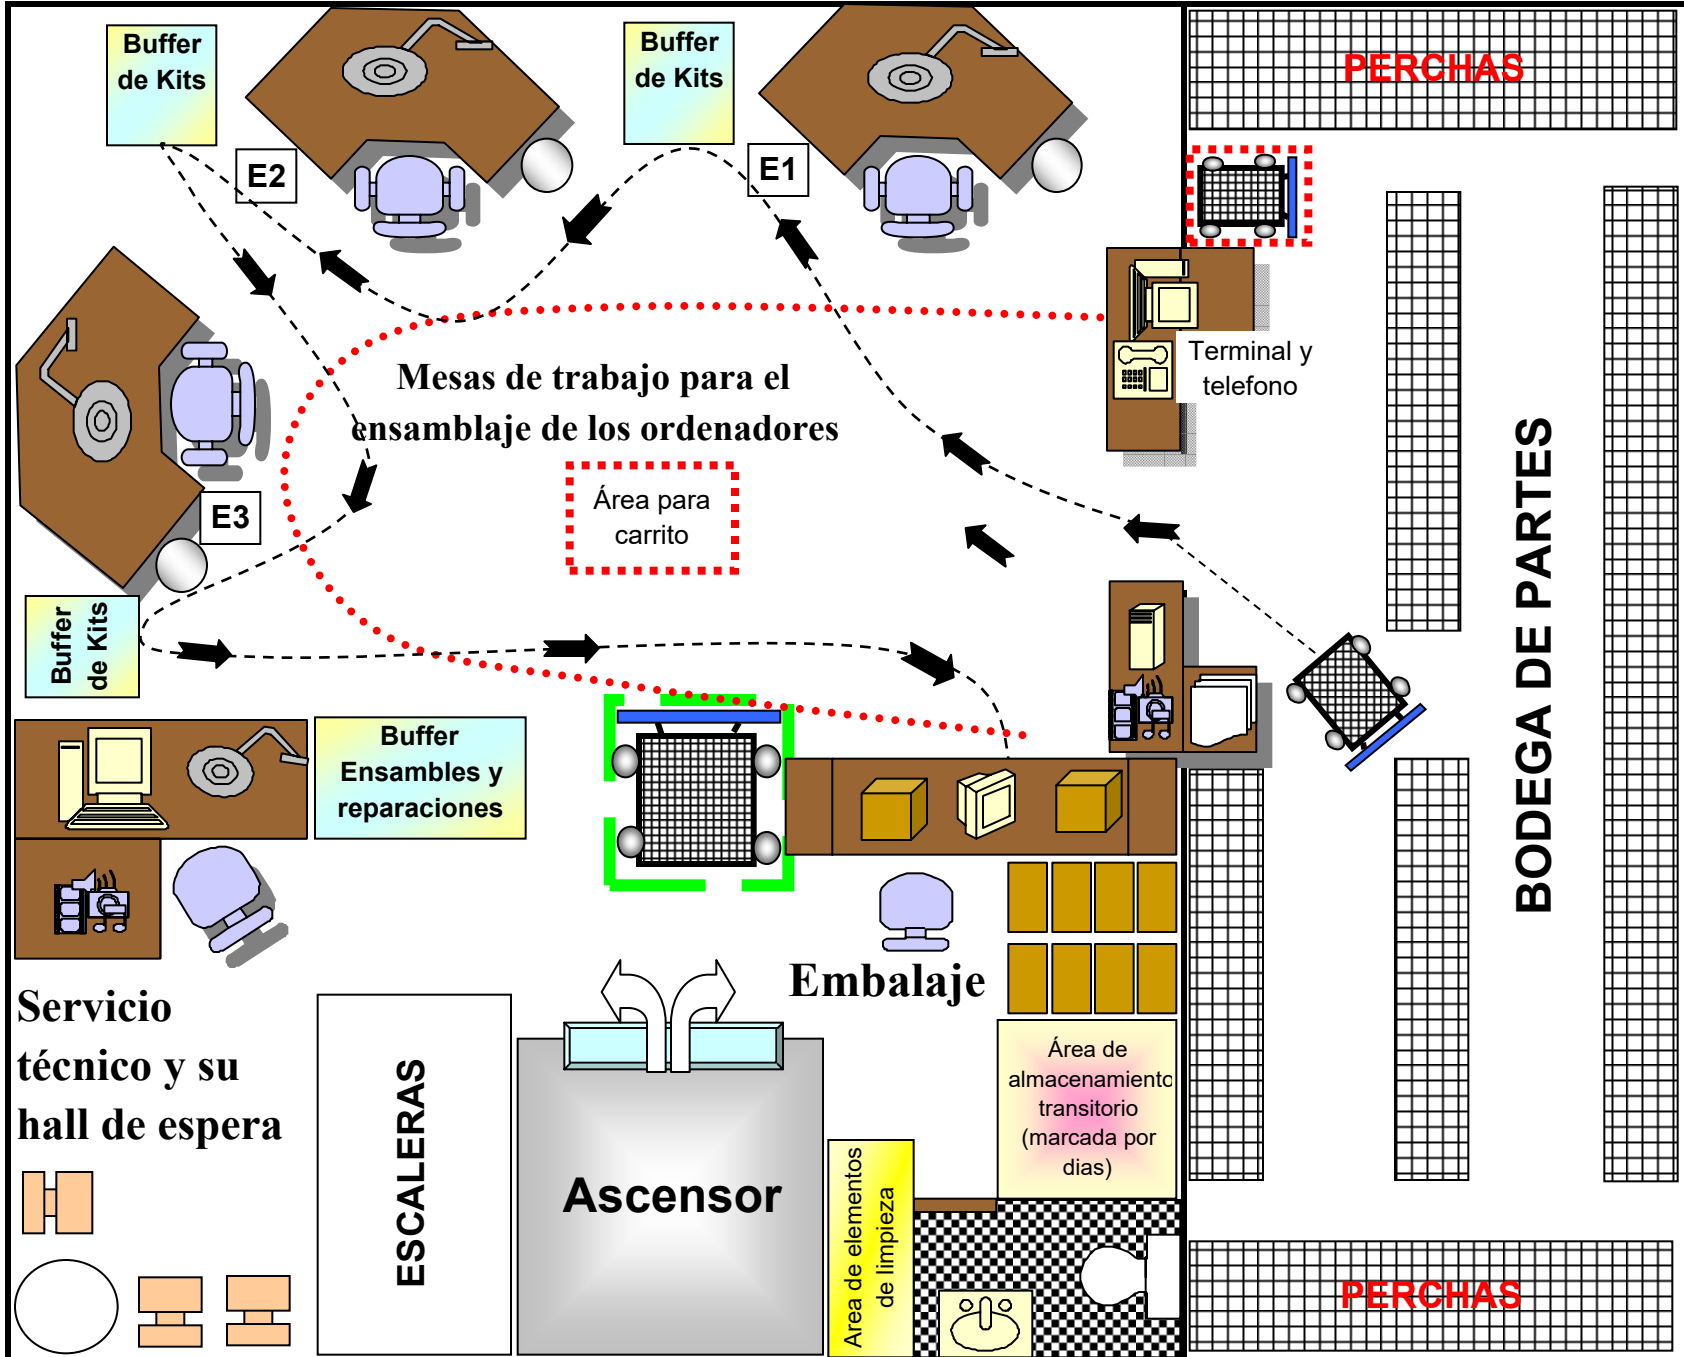 Buffer
de Kits
E2
Buffer
de Kits
E1
PERCHAS
Terminal y
telefono
Mesas de trabajo para el
ensamblaje de los ordenadores
Área para
carrito
E3
Buffer
de Kits
BODEGA DE PARTES
Buffer
Ensambles y
reparaciones
Embalaje
Servicio
técnico y su
hall de espera
ESCALERAS
Ascensor
Área de
almacenamiento
transitorio
(marcada por
dias)
Area de elementos
de limpieza
PERCHAS